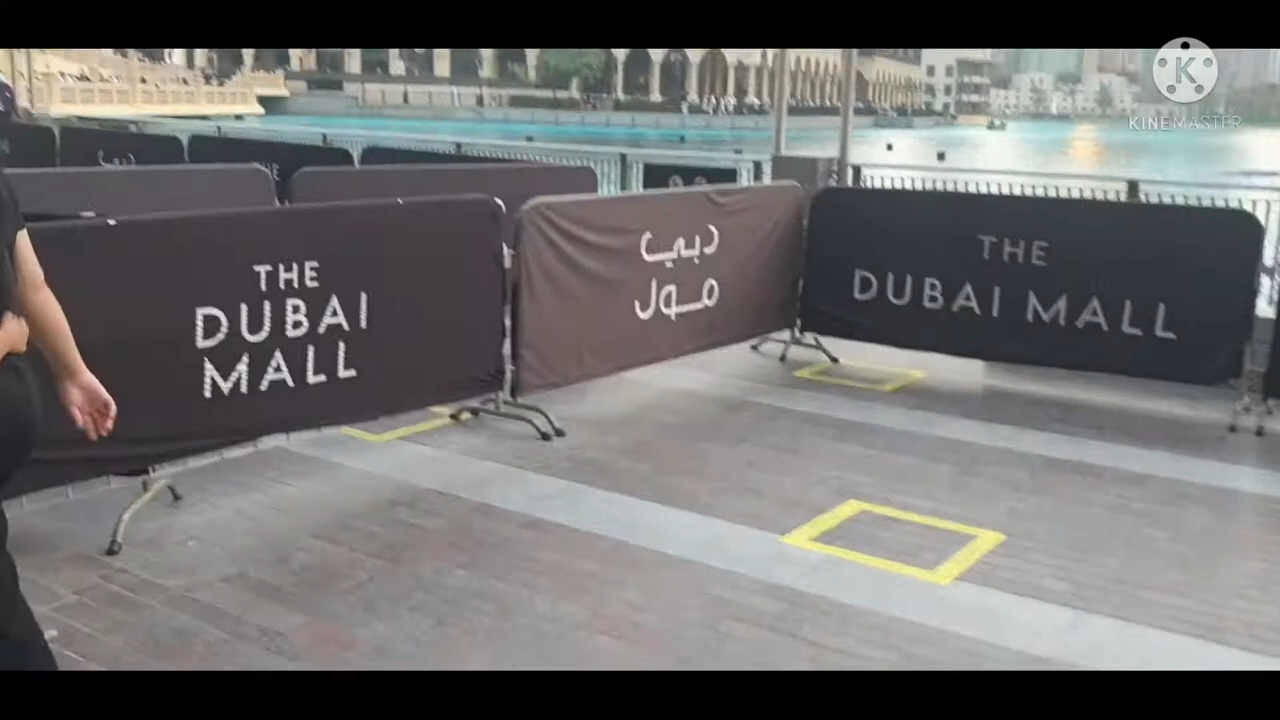 THE
DUBAI
MALL
دبي
مول
THE
DUBAI MALL
K
KINEMASTER